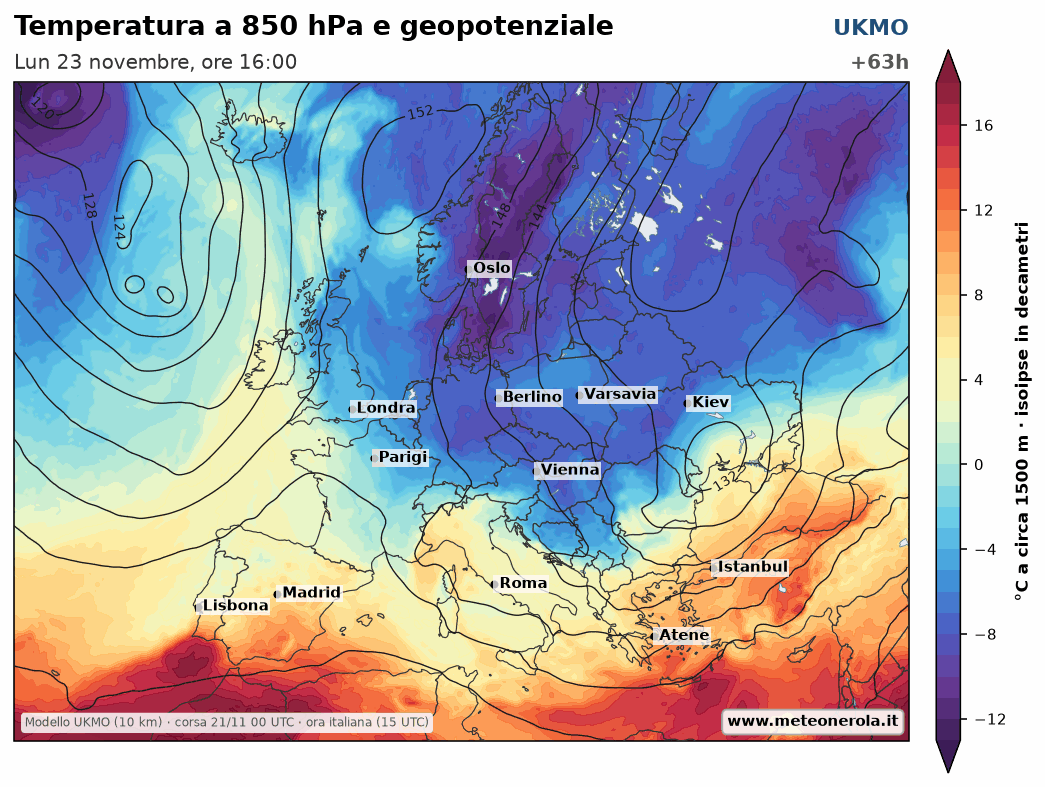 Temperatura a 850 hPa e geopotenziale
UKMO
Lun 23 novembre, ore 16:00
+63h
120
152
128
124
148
144
Oslo
Berlino
Varsavia
Kiev
Londra
Parigi
Vienna
132
Istanbul
Roma
Madrid
Lisbona
Atene
Modello UKMO (10 km) · corsa 21/11 00 UTC · ora italiana (15 UTC)
www.meteonerola.it
16
12
8
4
0
−4
−8
−12
°C a circa 1500 m · isoipse in decametri